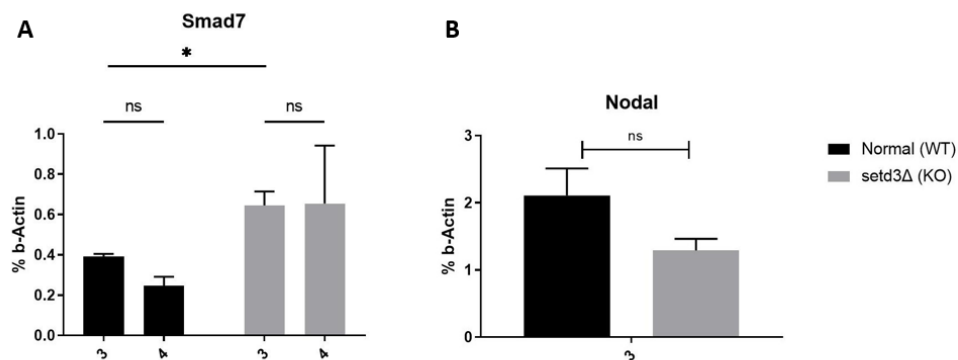 A
Smad7
*
ns
ns
% b-Actin
1.0
0.8
0.6
0.4
0.2
0.0
3
4
3
4
B
Nodal
ns
% b-Actin
3
2
1
0
3
Normal (WT)
setd3Δ (KO)